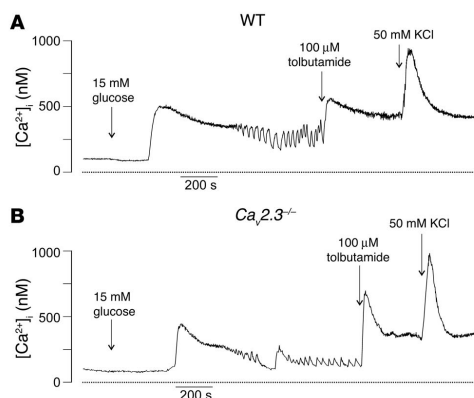 A
WT
1000
500
0
[Ca²⁺]ᵢ (nM)
15 mM
glucose
100 µM
tolbutamide
50 mM KCl
200 s
B
Caᵥ2.3⁻/⁻
1000
500
0
[Ca²⁺]ᵢ (nM)
15 mM
glucose
100 µM
tolbutamide
50 mM KCl
200 s